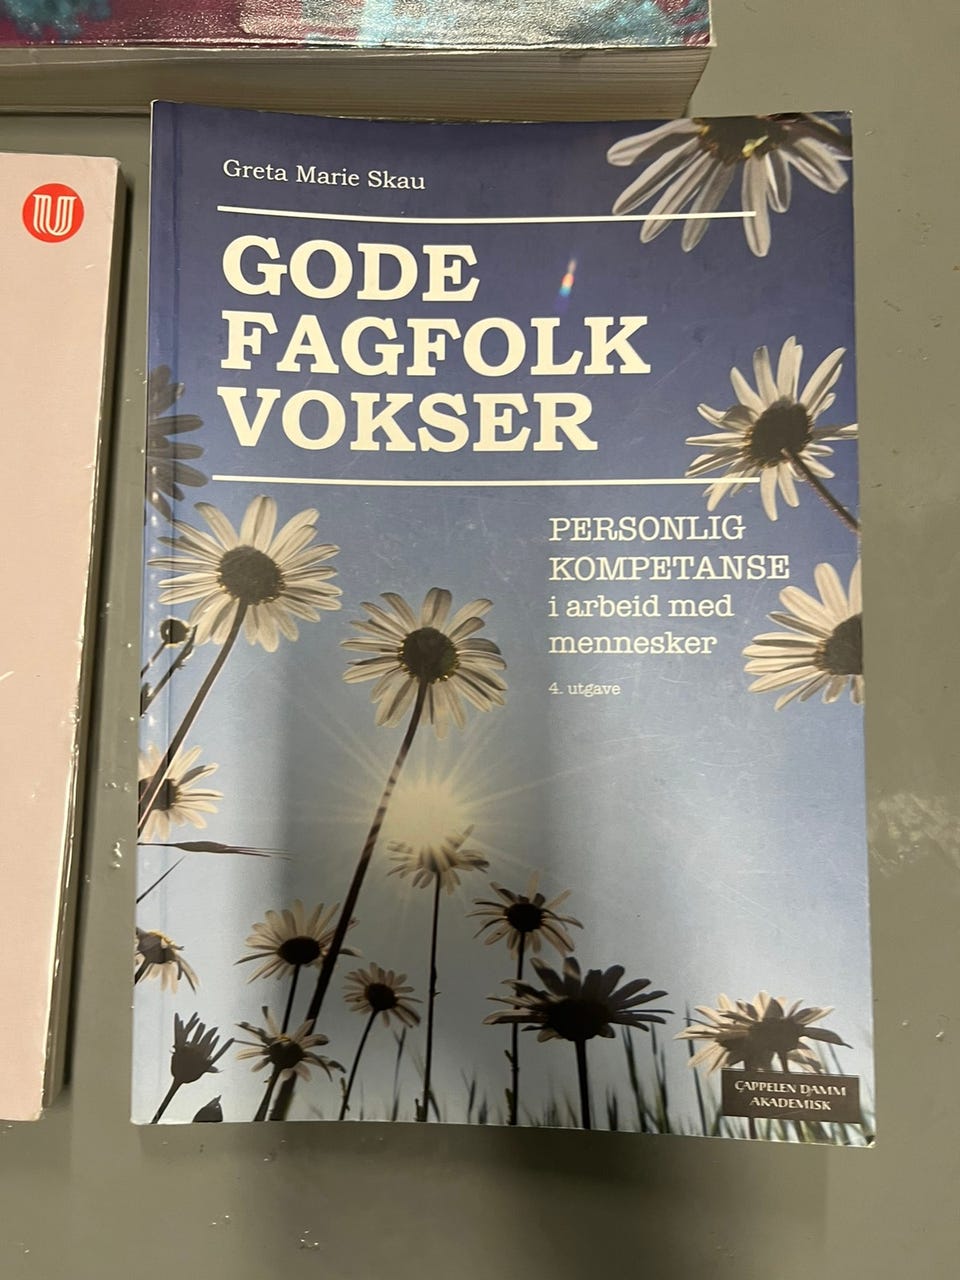 U
Greta Marie Skau
GODE
FAGFOLK
VOKSER
PERSONLIG
KOMPETANSE
i arbeid med
mennesker
4. utgave
CAPPELEN DAMM
AKADEMISK